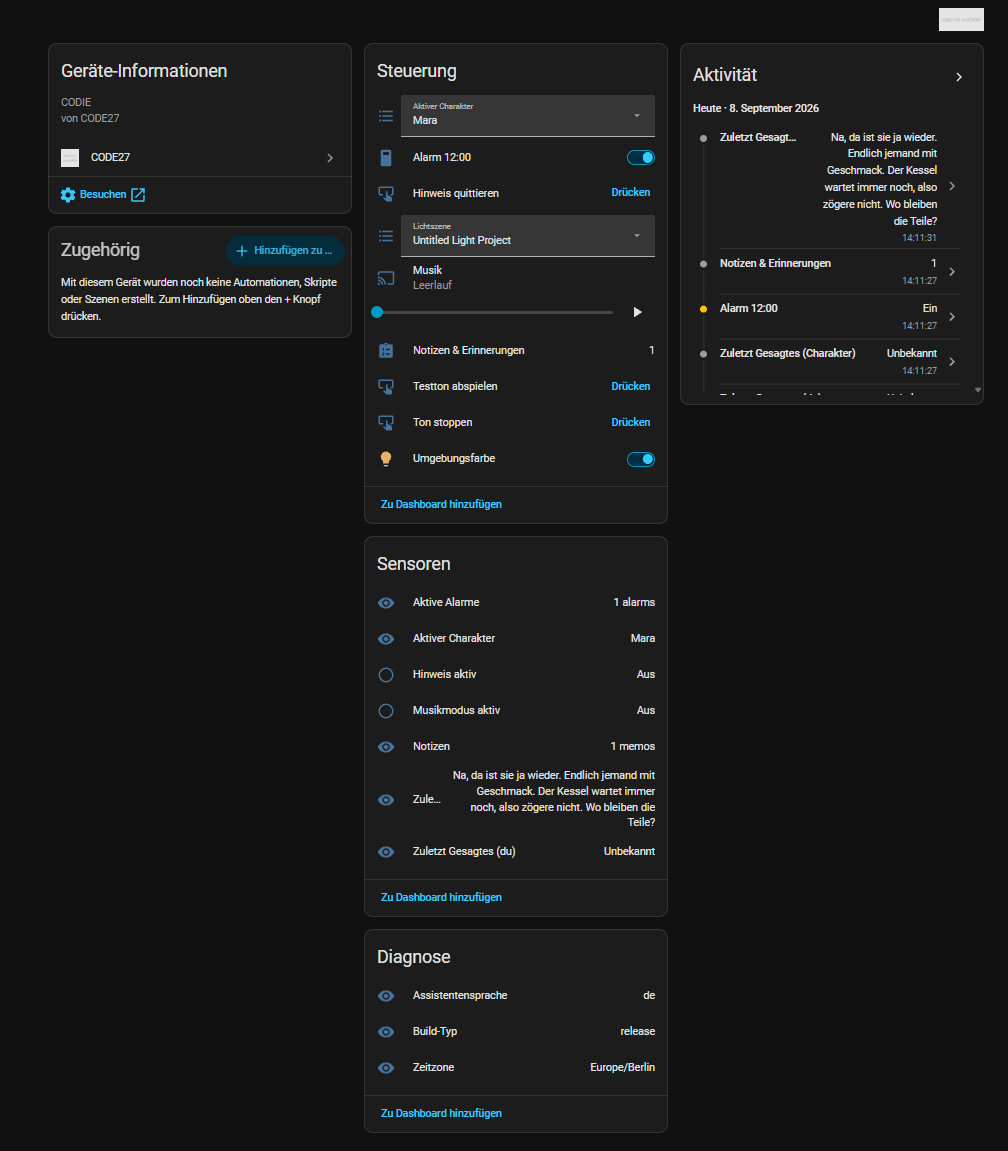 Geräte-Informationen
CODIE
von CODE27
CODE27
Besuchen
Zugehörig
Hinzufügen zu ...
Mit diesem Gerät wurden noch keine Automationen, Skripte
oder Szenen erstellt. Zum Hinzufügen oben den + Knopf
drücken.
Steuerung
Aktiver Charakter
Mara
Alarm 12:00
Hinweis quittieren Drücken
Lichtszene
Untitled Light Project
Musik
Leerlauf
Notizen & Erinnerungen 1
Testton abspielen Drücken
Ton stoppen Drücken
Umgebungsfarbe
Zu Dashboard hinzufügen
Sensoren
Aktive Alarme 1 alarms
Aktiver Charakter Mara
Hinweis aktiv Aus
Musikmodus aktiv Aus
Notizen 1 memos
Zule...
Na, da ist sie ja wieder. Endlich jemand mit
Geschmack. Der Kessel wartet immer
noch, also zögere nicht. Wo bleiben die
Teile?
Zuletzt Gesagtes (du) Unbekannt
Zu Dashboard hinzufügen
Diagnose
Assistentensprache de
Build-Typ release
Zeitzone Europe/Berlin
Zu Dashboard hinzufügen
Aktivität
Heute · 8. September 2026
Zuletzt Gesagt...
Na, da ist sie ja wieder.
Endlich jemand mit
Geschmack. Der Kessel
wartet immer noch, also
zögere nicht. Wo bleiben
die Teile?
14:11:31
Notizen & Erinnerungen 1
14:11:27
Alarm 12:00 Ein
14:11:27
Zuletzt Gesagtes (Charakter) Unbekannt
14:11:27